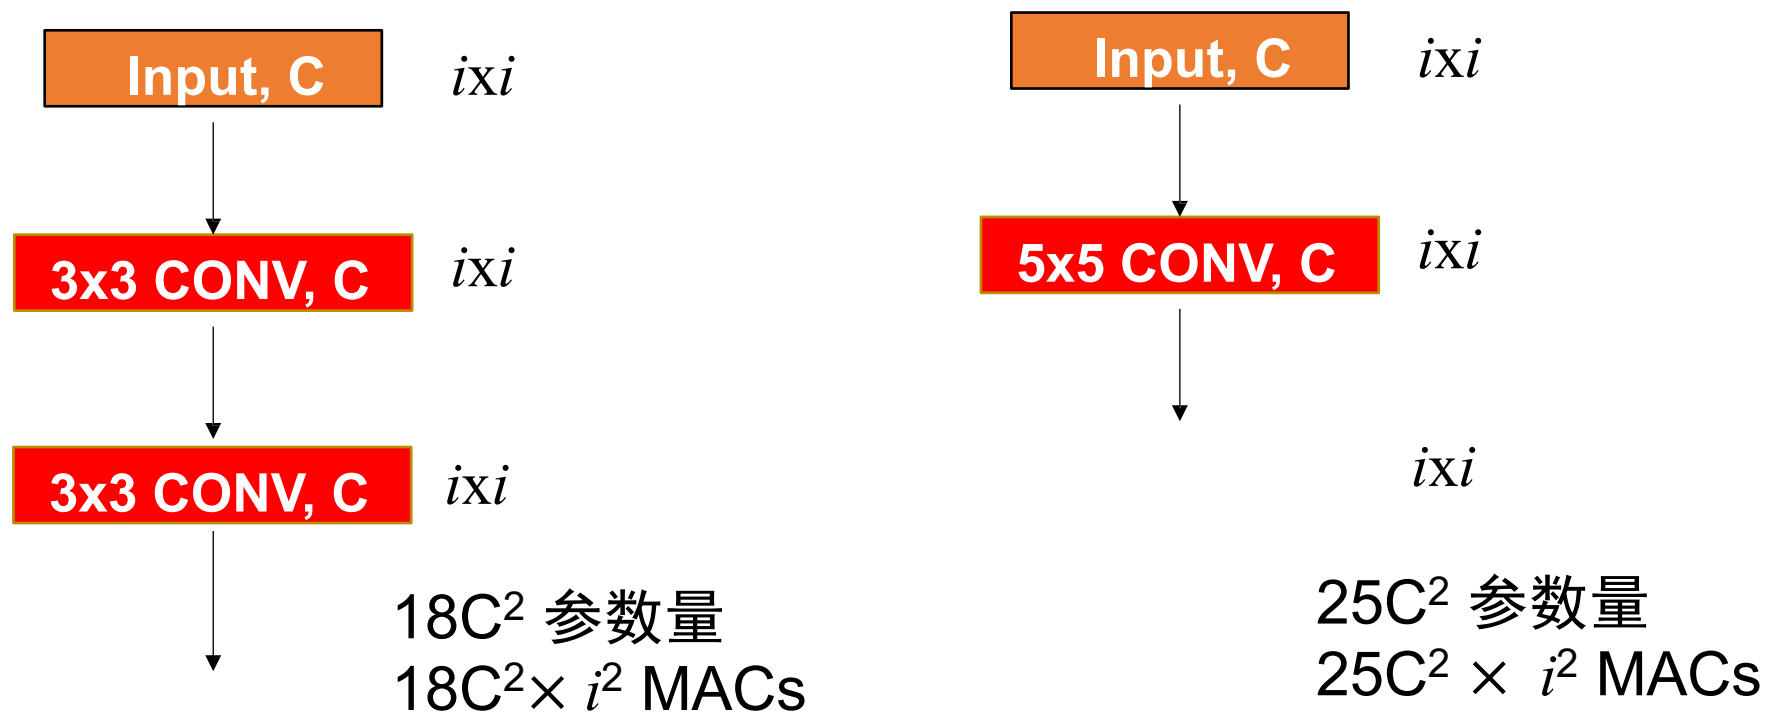 Input, C
ixi
3x3 CONV, C
ixi
3x3 CONV, C
ixi
18C² 参数量
18C²× i² MACs
Input, C
ixi
5x5 CONV, C
ixi
ixi
25C² 参数量
25C² × i² MACs